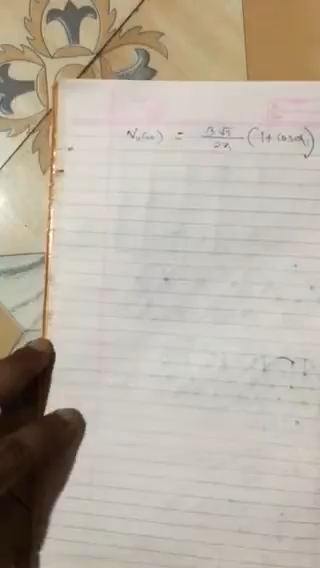 V₀(av) = 3√3 / 2π (1+cosα)